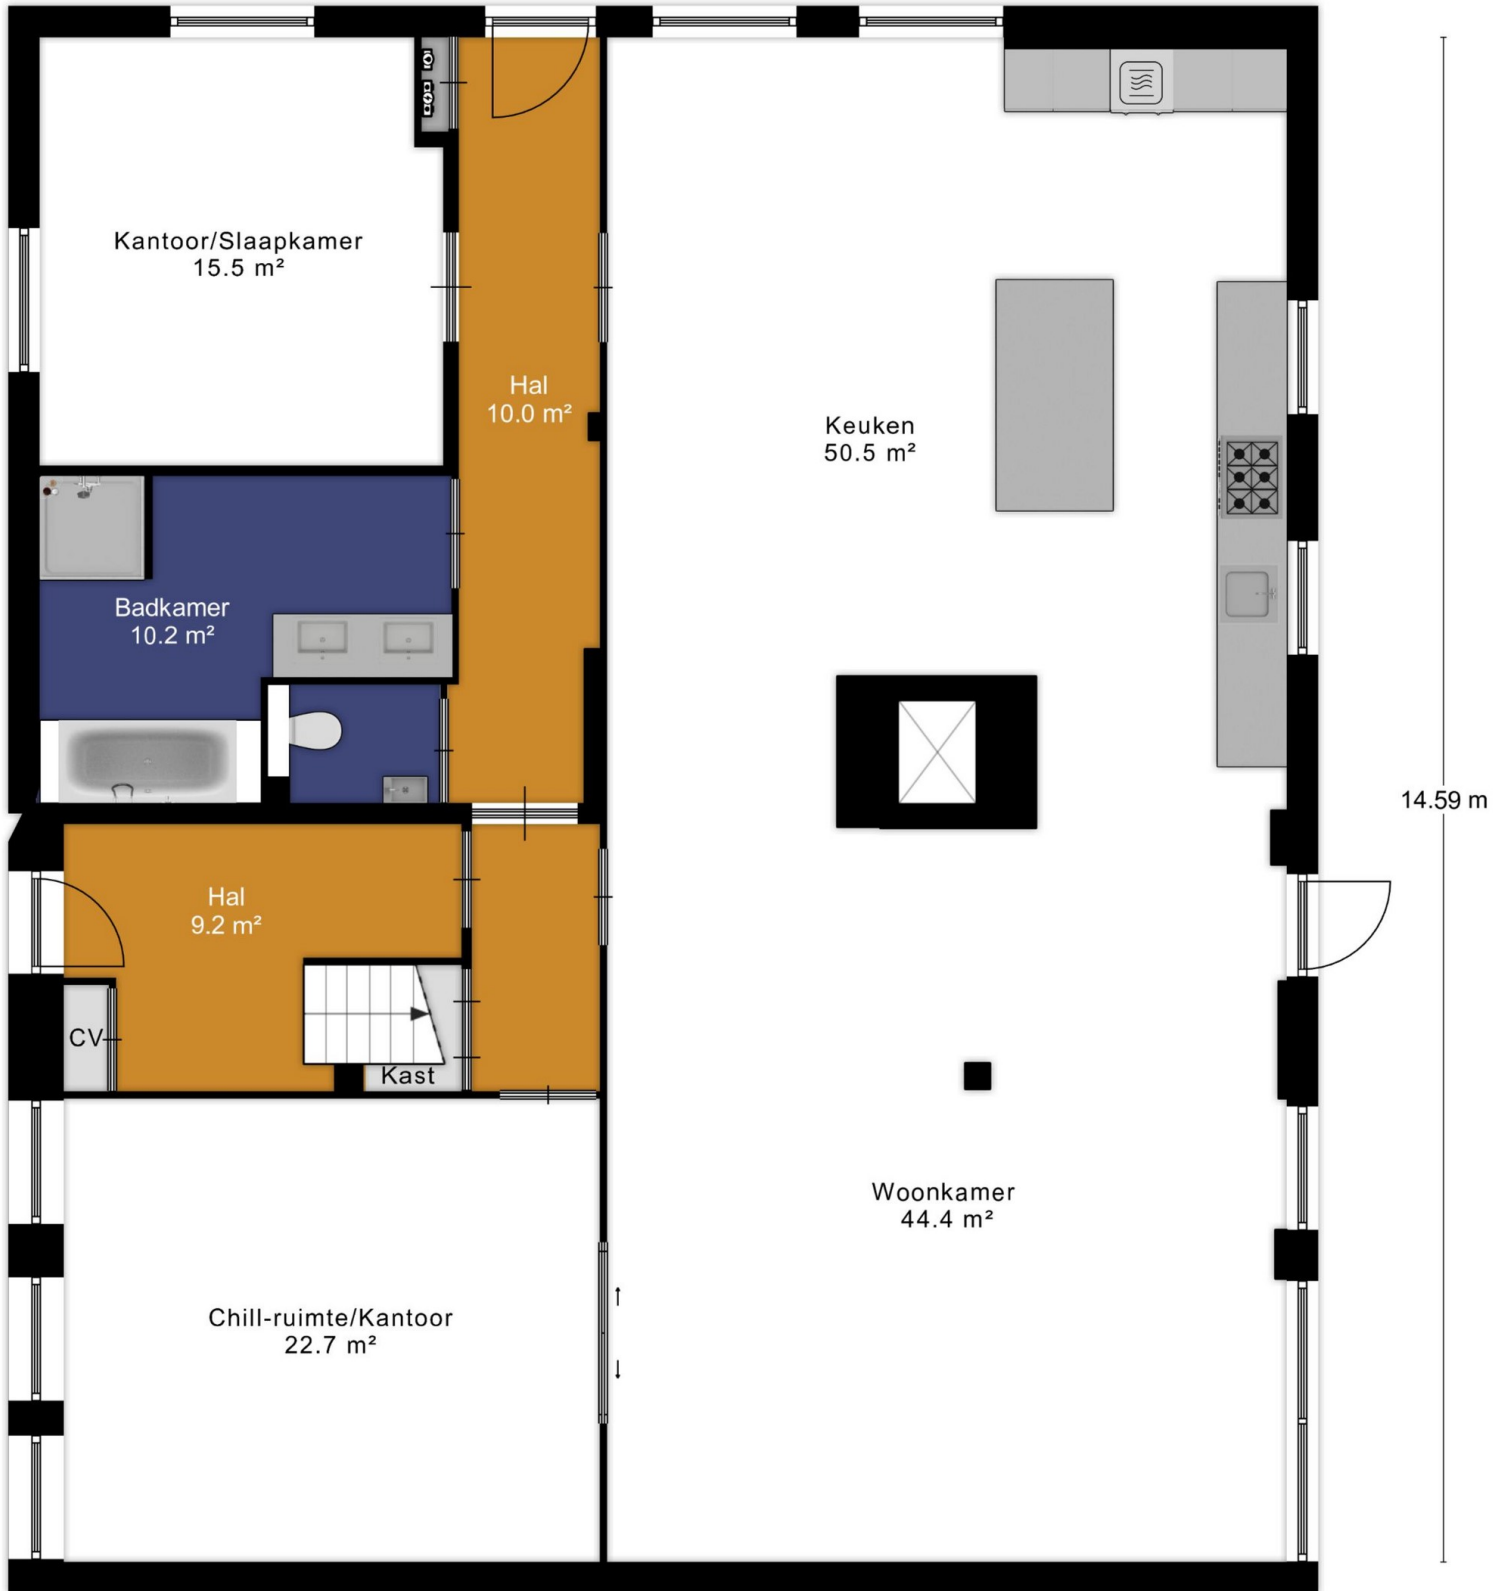 Kantoor/Slaapkamer
15.5 m²
Hal
10.0 m²
Keuken
50.5 m²
Badkamer
10.2 m²
14.59 m
Hal
9.2 m²
CV
Kast
Woonkamer
44.4 m²
Chill-ruimte/Kantoor
22.7 m²